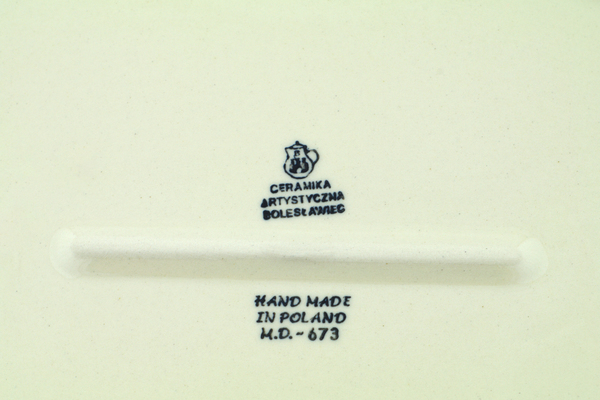 CERAMIKA
ARTYSTYCZNA
BOLESŁAWIEC
HAND MADE
IN POLAND
M.D.~673